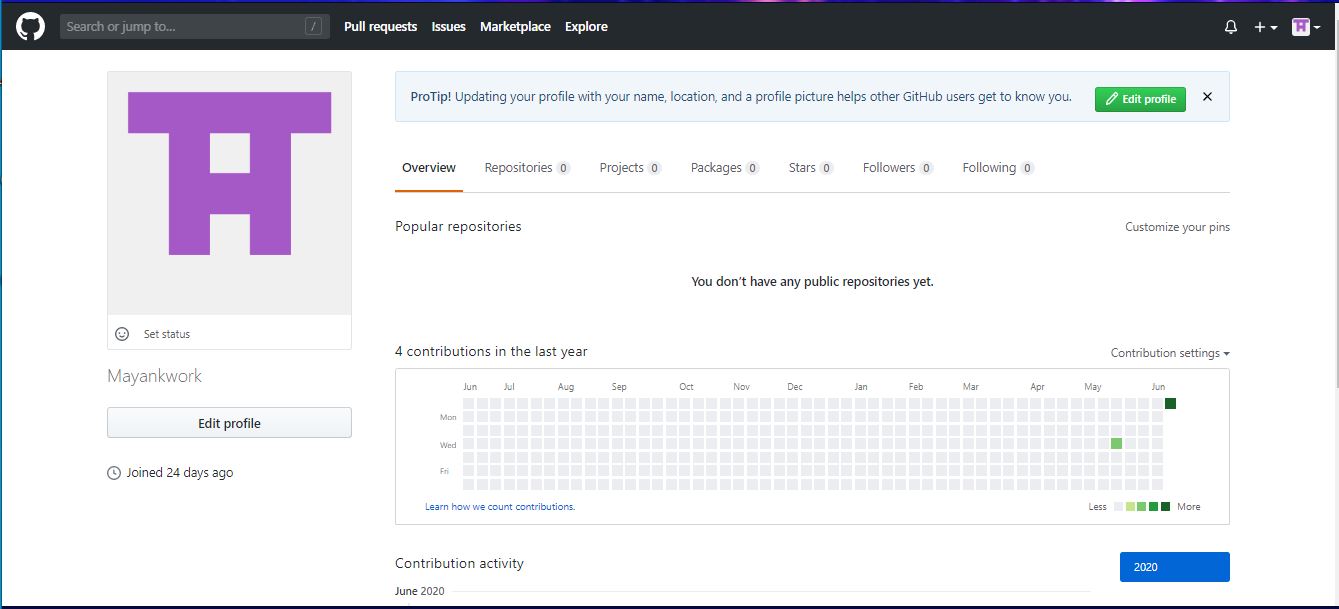 Search or jump to... /
Pull requests Issues Marketplace Explore
ProTip! Updating your profile with your name, location, and a profile picture helps other GitHub users get to know you.
Edit profile
Overview Repositories 0 Projects 0 Packages 0 Stars 0 Followers 0 Following 0
Popular repositories
Customize your pins
You don’t have any public repositories yet.
Set status
Mayankwork
Edit profile
Joined 24 days ago
4 contributions in the last year
Contribution settings
Jun Jul Aug Sep Oct Nov Dec Jan Feb Mar Apr May Jun
Mon
Wed
Fri
Learn how we count contributions.
Less More
Contribution activity
2020
June 2020